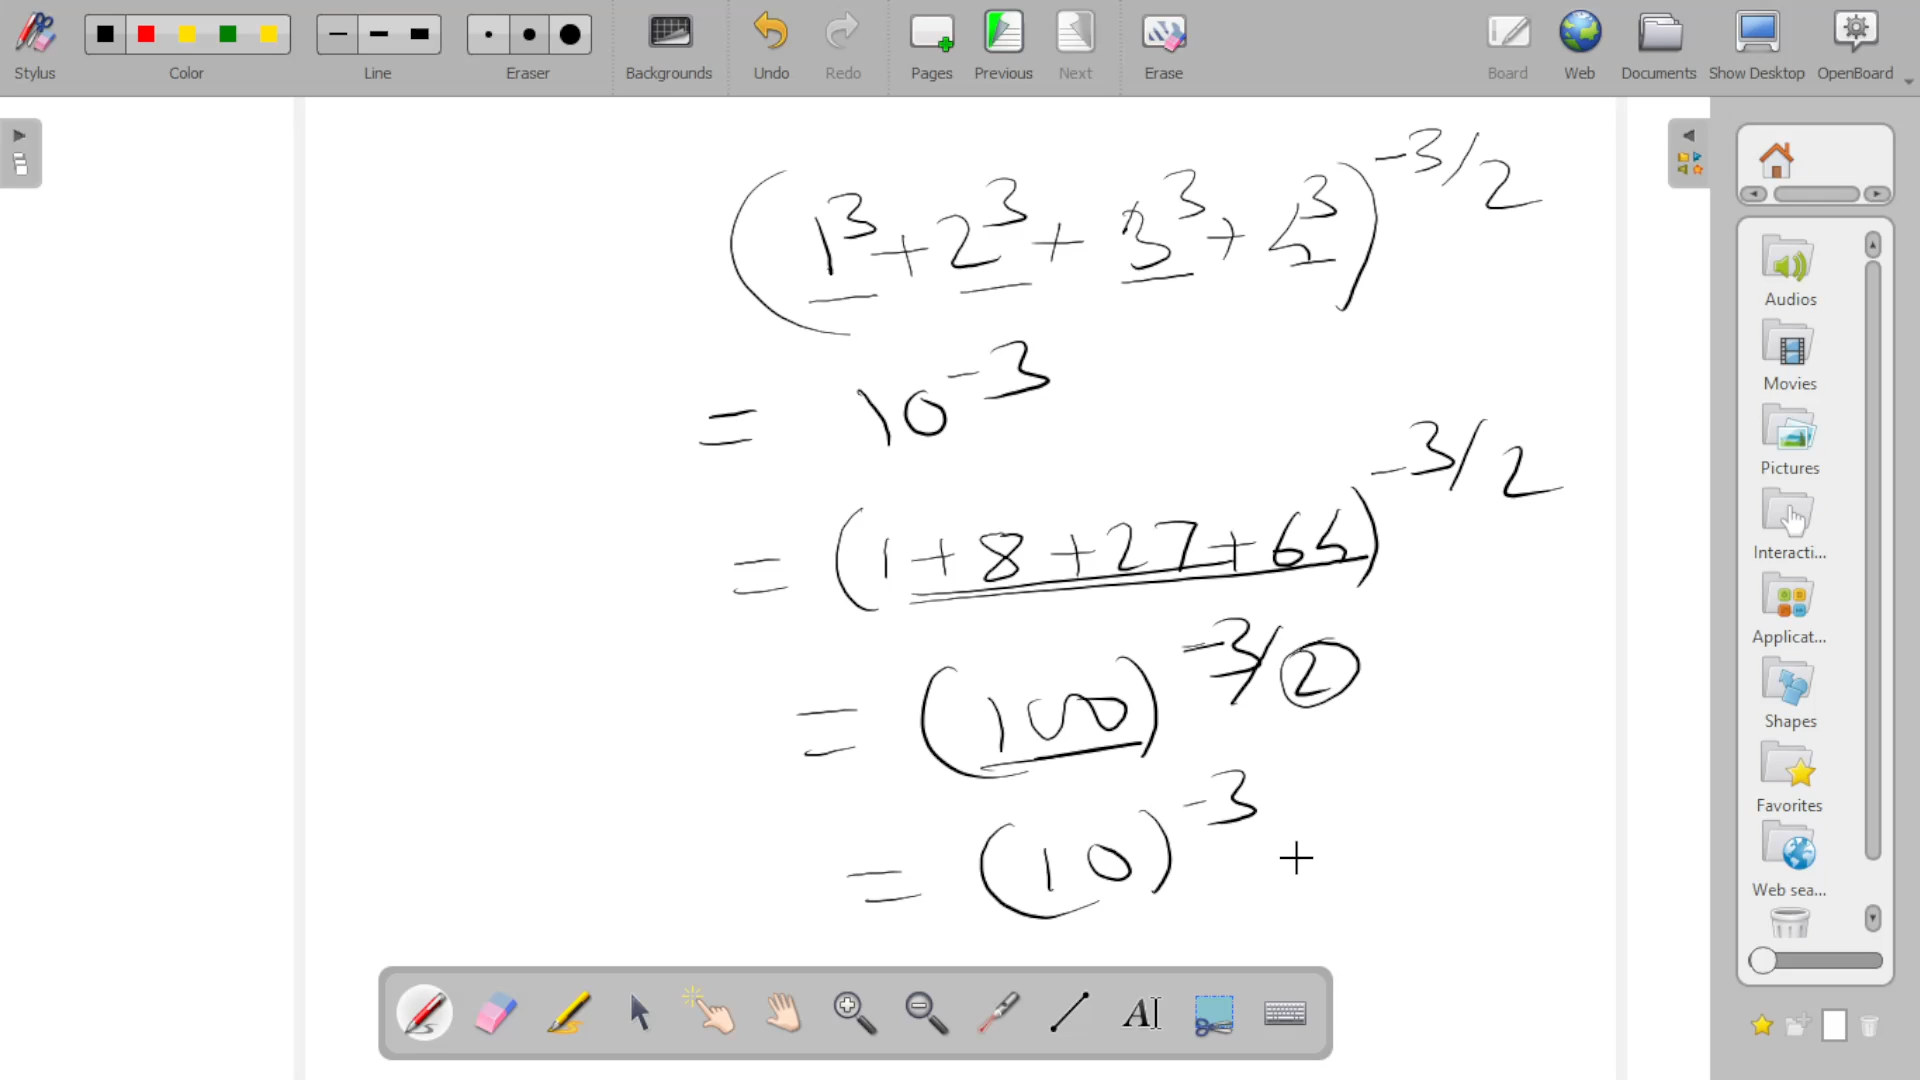 Stylus
Color
Line
Eraser
Backgrounds
Undo
Redo
Pages
Previous
Next
Erase
Board
Web
Documents
Show Desktop
OpenBoard
(1³+2³+3³+4³)^-3/2
= 10^-3
= (1+8+27+64)^-3/2
= (100)^-3/2
= (10)^-3
Audios
Movies
Pictures
Interacti...
Applicat...
Shapes
Favorites
Web sea...
AI